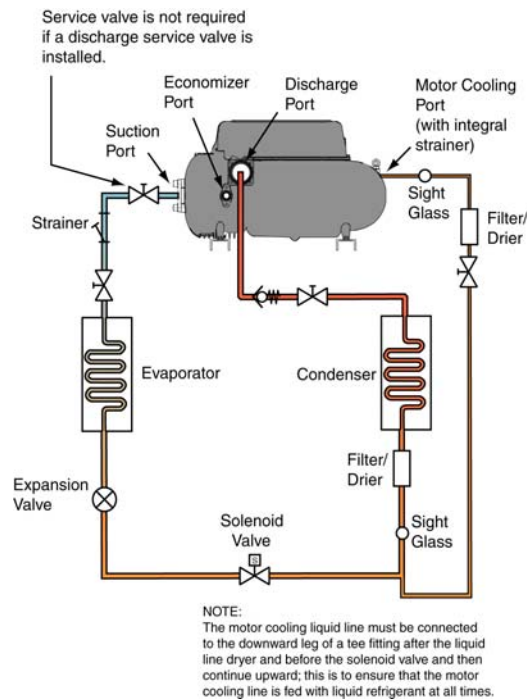 Service valve is not required
if a discharge service valve is
installed.
Economizer
Port
Discharge
Port
Motor Cooling
Port
(with integral
strainer)
Suction
Port
Sight
Glass
Filter/
Drier
Strainer
Evaporator
Condenser
Filter/
Drier
Expansion
Valve
Solenoid
Valve
S
Sight
Glass
NOTE:
The motor cooling liquid line must be connected
to the downward leg of a tee fitting after the liquid
line dryer and before the solenoid valve and then
continue upward; this is to ensure that the motor
cooling line is fed with liquid refrigerant at all times.